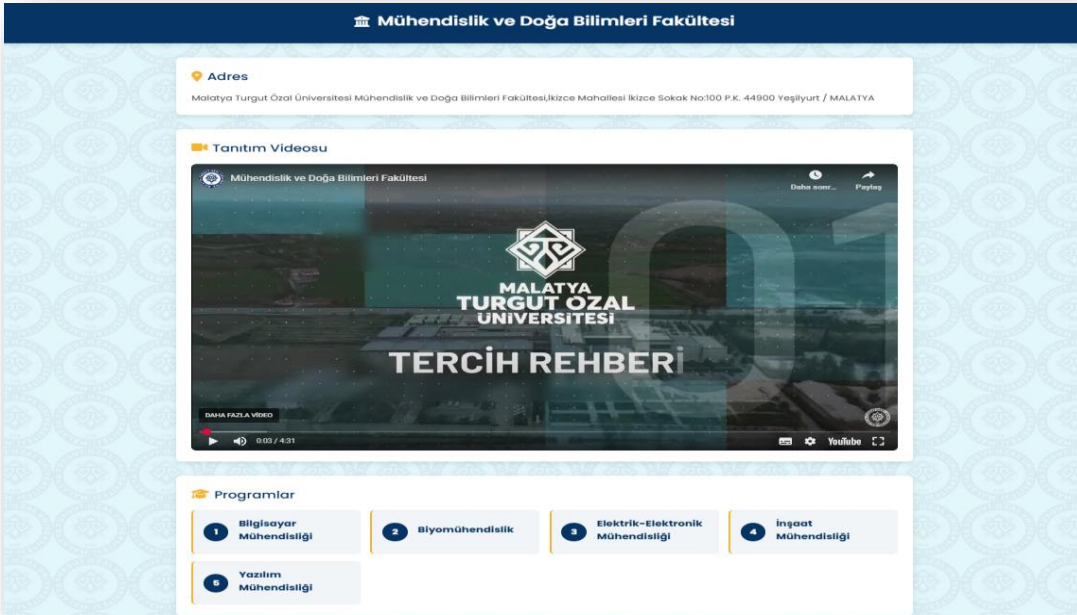 Mühendislik ve Doğa Bilimleri Fakültesi
Adres
Malatya Turgut Özal Üniversitesi Mühendislik ve Doğa Bilimleri Fakültesi,İkizce Mahallesi İkizce Sokak No:100 P.K. 44900 Yeşilyurt / MALATYA
Tanıtım Videosu
Mühendislik ve Doğa Bilimleri Fakültesi
Daha sonr... Paylaş
01
MALATYA
TURGUT ÖZAL
ÜNİVERSİTESİ
TERCİH REHBERİ
DAHA FAZLA VİDEO
0:03 / 4:31
YouTube
Programlar
1 Bilgisayar
Mühendisliği
2 Biyomühendislik
3 Elektrik-Elektronik
Mühendisliği
4 İnşaat
Mühendisliği
5 Yazılım
Mühendisliği